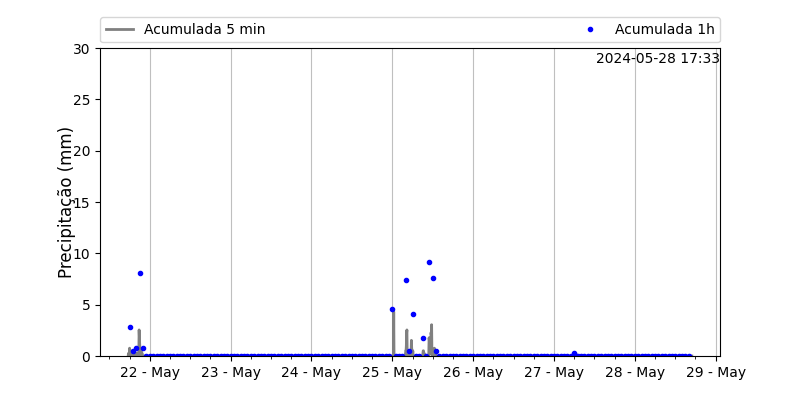 Acumulada 5 min
Acumulada 1h
2024-05-28 17:33
Precipitação (mm)
30
25
20
15
10
5
0
22 - May
23 - May
24 - May
25 - May
26 - May
27 - May
28 - May
29 - May